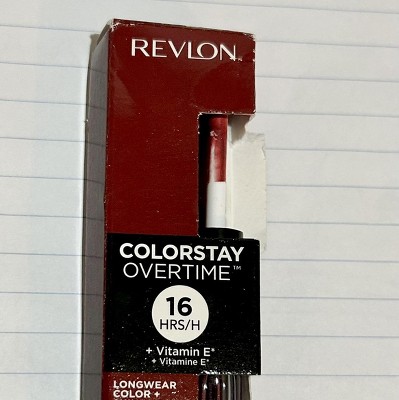 REVLON
COLORSTAY
OVERTIME™
16
HRS/H
+ Vitamin E*
+ Vitamine E*
LONGWEAR
COLOR +